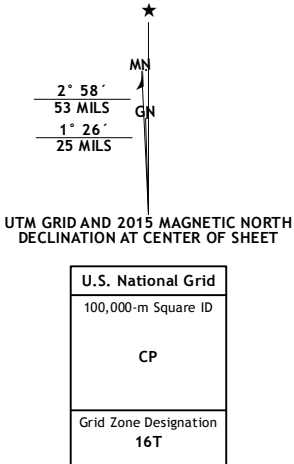 MN
2° 58´
53 MILS
GN
1° 26´
25 MILS
UTM GRID AND 2015 MAGNETIC NORTH
DECLINATION AT CENTER OF SHEET
U.S. National Grid
100,000-m Square ID
CP
Grid Zone Designation
16T